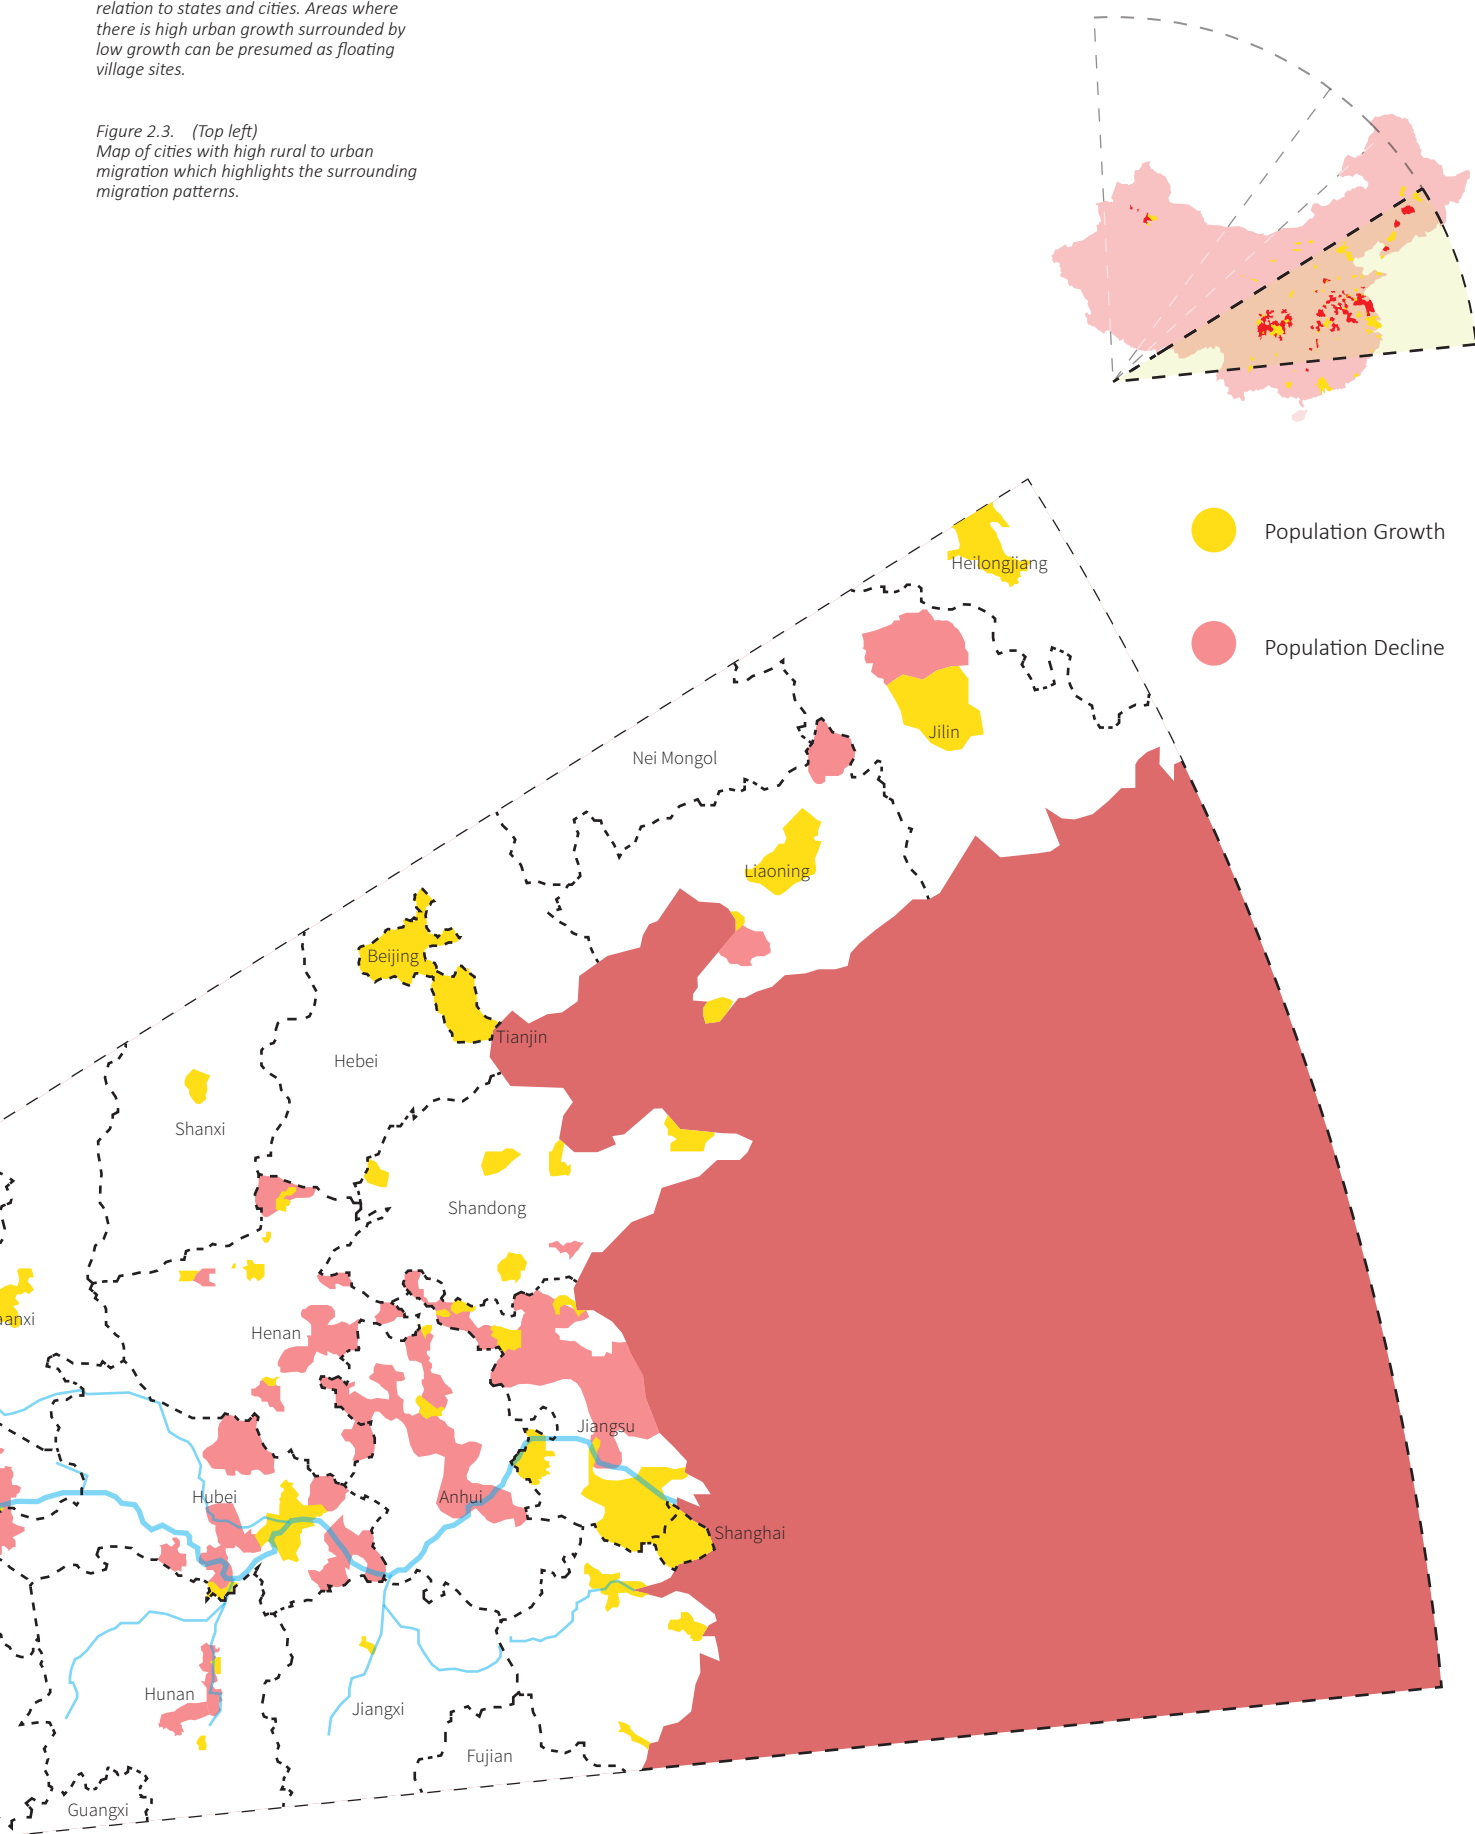 relation to states and cities. Areas where
there is high urban growth surrounded by
low growth can be presumed as floating
village sites.
Figure 2.3. (Top left)
Map of cities with high rural to urban
migration which highlights the surrounding
migration patterns.
Population Growth
Heilongjiang
Population Decline
Jilin
Nei Mongol
Liaoning
Beijing
Tianjin
Hebei
Shanxi
Shandong
aanxi
Henan
Jiangsu
Hubei
Anhui
Shanghai
Hunan
Jiangxi
Fujian
Guangxi